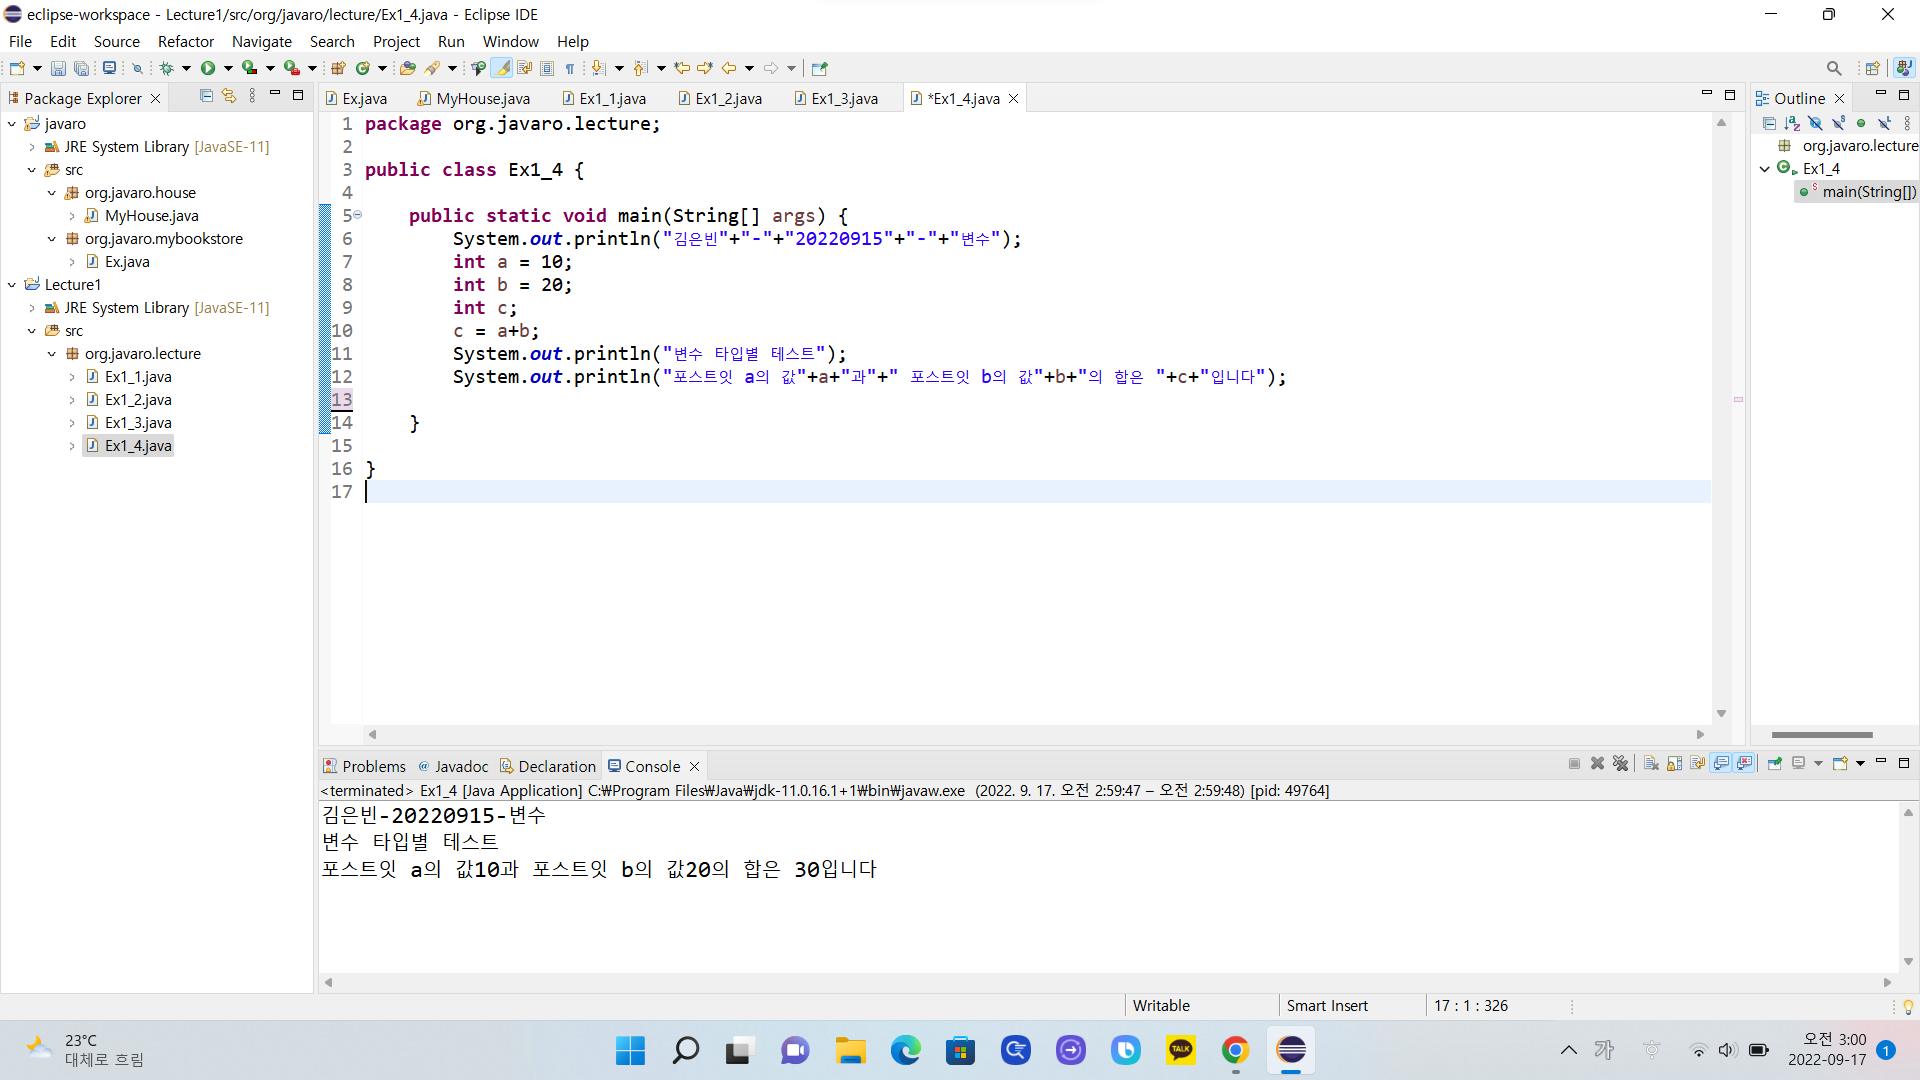 eclipse-workspace - Lecture1/src/org/javaro/lecture/Ex1_4.java - Eclipse IDE
File Edit Source Refactor Navigate Search Project Run Window Help
Package Explorer
javaro
JRE System Library [JavaSE-11]
src
org.javaro.house
MyHouse.java
org.javaro.mybookstore
Ex.java
Lecture1
JRE System Library [JavaSE-11]
src
org.javaro.lecture
Ex1_1.java
Ex1_2.java
Ex1_3.java
Ex1_4.java
Ex.java MyHouse.java Ex1_1.java Ex1_2.java Ex1_3.java *Ex1_4.java
1 package org.javaro.lecture;
2
3 public class Ex1_4 {
4
5 public static void main(String[] args) {
6 System.out.println("김은빈"+"-"+"20220915"+"-"+"변수");
7 int a = 10;
8 int b = 20;
9 int c;
10 c = a+b;
11 System.out.println("변수 타입별 테스트");
12 System.out.println("포스트잇 a의 값"+a+"과"+" 포스트잇 b의 값"+b+"의 합은 "+c+"입니다");
13
14 }
15
16 }
17
Outline
org.javaro.lecture
Ex1_4
main(String[])
Problems @ Javadoc Declaration Console
<terminated> Ex1_4 [Java Application] C:₩Program Files₩Java₩jdk-11.0.16.1+1₩bin₩javaw.exe (2022. 9. 17. 오전 2:59:47 – 오전 2:59:48) [pid: 49764]
김은빈-20220915-변수
변수 타입별 테스트
포스트잇 a의 값10과 포스트잇 b의 값20의 합은 30입니다
Writable Smart Insert 17 : 1 : 326
23°C
대체로 흐림
TALK
가
오전 3:00
2022-09-17
1